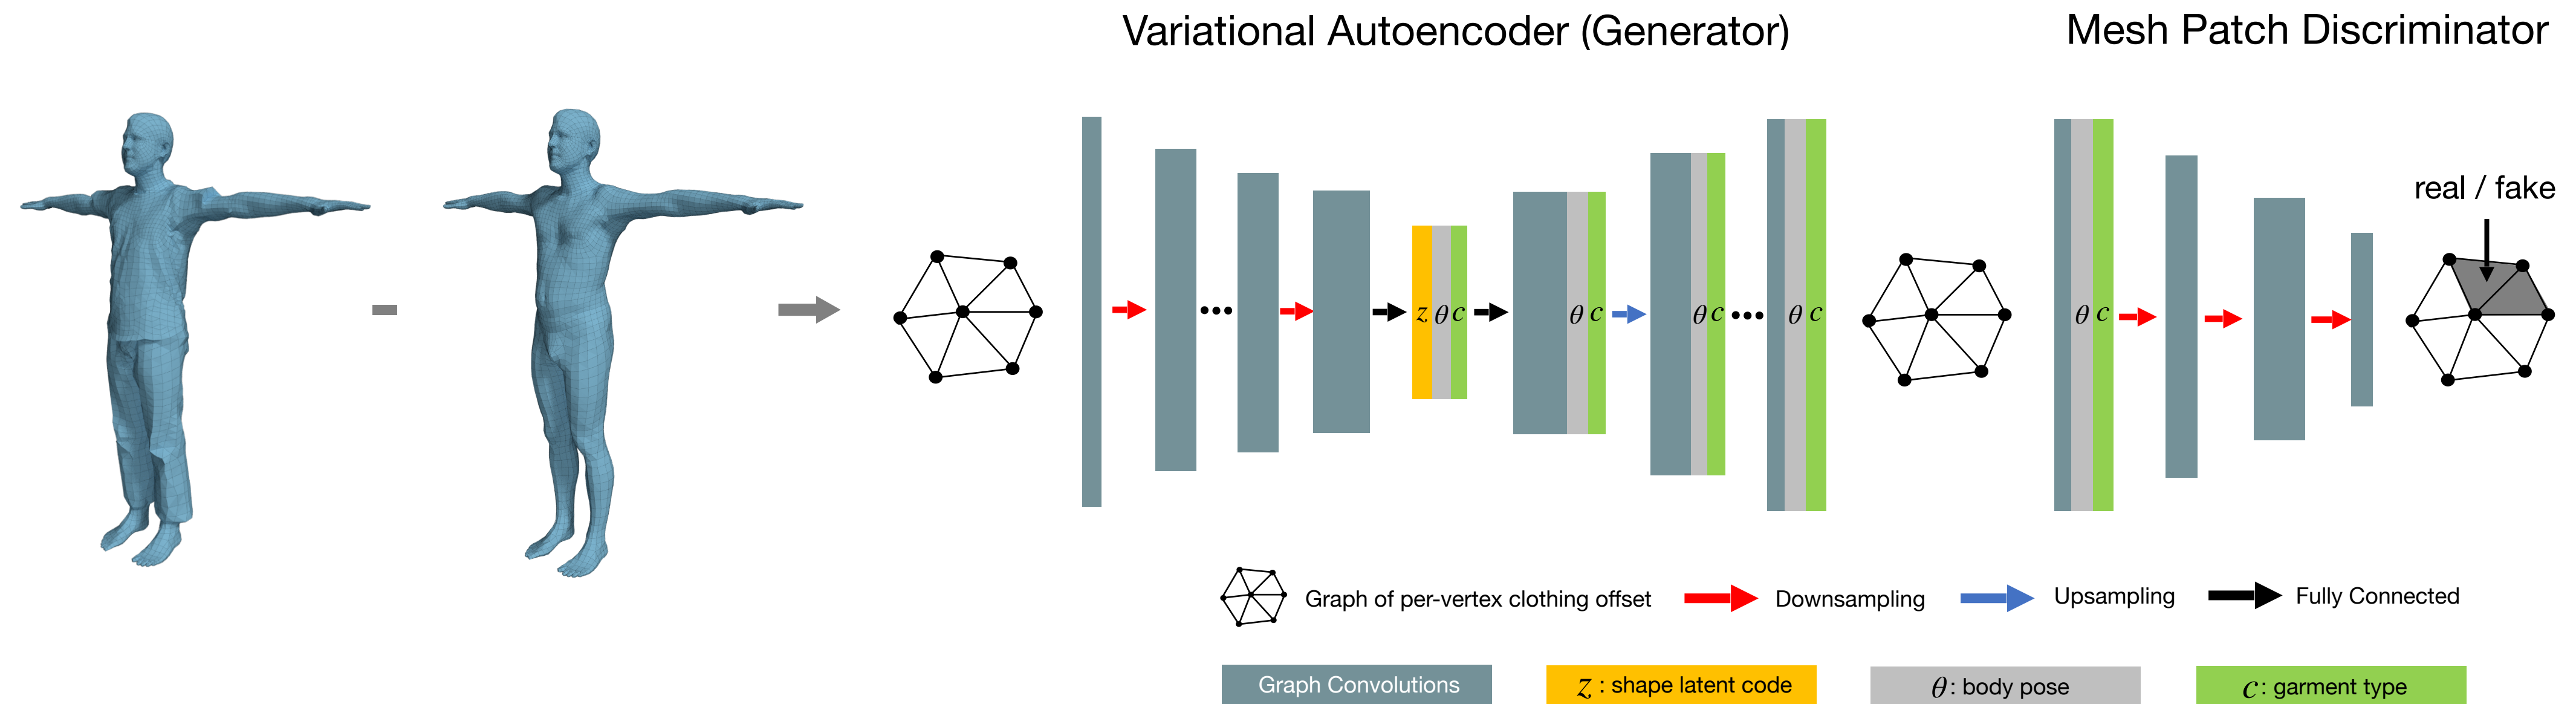 Variational Autoencoder (Generator)
Mesh Patch Discriminator
real / fake
z θ c
θ c
θ c
θ c
θ c
Graph of per-vertex clothing offset
Downsampling
Upsampling
Fully Connected
Graph Convolutions
z : shape latent code
θ : body pose
c : garment type